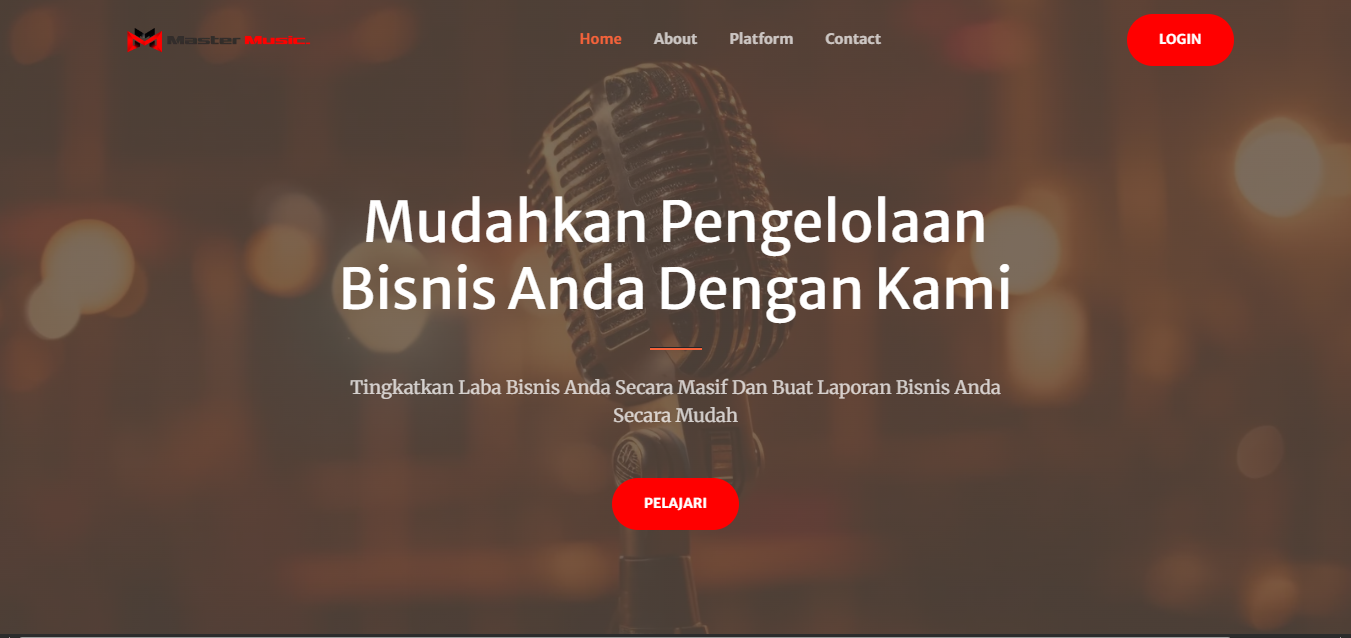 Master Music
Home
About
Platform
Contact
LOGIN
Mudahkan Pengelolaan
Bisnis Anda Dengan Kami
Tingkatkan Laba Bisnis Anda Secara Masif Dan Buat Laporan Bisnis Anda
Secara Mudah
PELAJARI